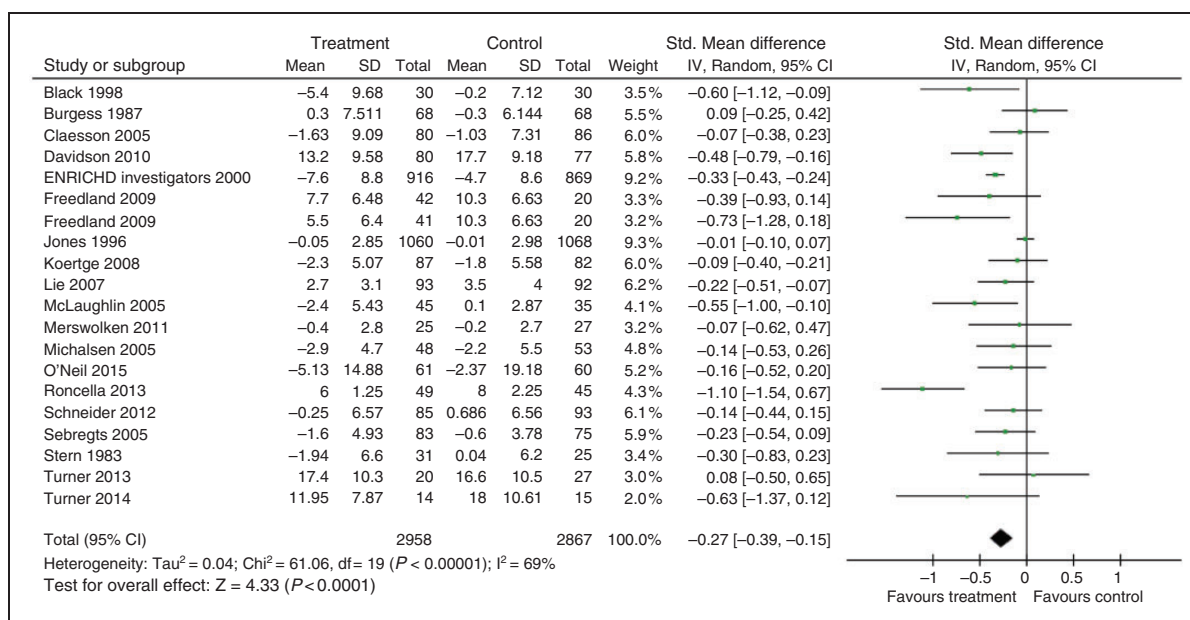 Treatment Control Std. Mean difference Std. Mean difference
Study or subgroup Mean SD Total Mean SD Total Weight IV, Random, 95% CI IV, Random, 95% CI
Black 1998 −5.4 9.68 30 −0.2 7.12 30 3.5% −0.60 [−1.12, −0.09]
Burgess 1987 0.3 7.511 68 −0.3 6.144 68 5.5% 0.09 [−0.25, 0.42]
Claesson 2005 −1.63 9.09 80 −1.03 7.31 86 6.0% −0.07 [−0.38, 0.23]
Davidson 2010 13.2 9.58 80 17.7 9.18 77 5.8% −0.48 [−0.79, −0.16]
ENRICHD investigators 2000 −7.6 8.8 916 −4.7 8.6 869 9.2% −0.33 [−0.43, −0.24]
Freedland 2009 7.7 6.48 42 10.3 6.63 20 3.3% −0.39 [−0.93, 0.14]
Freedland 2009 5.5 6.4 41 10.3 6.63 20 3.2% −0.73 [−1.28, 0.18]
Jones 1996 −0.05 2.85 1060 −0.01 2.98 1068 9.3% −0.01 [−0.10, 0.07]
Koertge 2008 −2.3 5.07 87 −1.8 5.58 82 6.0% −0.09 [−0.40, −0.21]
Lie 2007 2.7 3.1 93 3.5 4 92 6.2% −0.22 [−0.51, −0.07]
McLaughlin 2005 −2.4 5.43 45 0.1 2.87 35 4.1% −0.55 [−1.00, −0.10]
Merswolken 2011 −0.4 2.8 25 −0.2 2.7 27 3.2% −0.07 [−0.62, 0.47]
Michalsen 2005 −2.9 4.7 48 −2.2 5.5 53 4.8% −0.14 [−0.53, 0.26]
O'Neil 2015 −5.13 14.88 61 −2.37 19.18 60 5.2% −0.16 [−0.52, 0.20]
Roncella 2013 6 1.25 49 8 2.25 45 4.3% −1.10 [−1.54, 0.67]
Schneider 2012 −0.25 6.57 85 0.686 6.56 93 6.1% −0.14 [−0.44, 0.15]
Sebregts 2005 −1.6 4.93 83 −0.6 3.78 75 5.9% −0.23 [−0.54, 0.09]
Stern 1983 −1.94 6.6 31 0.04 6.2 25 3.4% −0.30 [−0.83, 0.23]
Turner 2013 17.4 10.3 20 16.6 10.5 27 3.0% 0.08 [−0.50, 0.65]
Turner 2014 11.95 7.87 14 18 10.61 15 2.0% −0.63 [−1.37, 0.12]
Total (95% CI) 2958 2867 100.0% −0.27 [−0.39, −0.15]
Heterogeneity: Tau² = 0.04; Chi² = 61.06, df= 19 (P < 0.00001); I² = 69%
Test for overall effect: Z = 4.33 (P<0.0001)
−1 −0.5 0 0.5 1
Favours treatment Favours control